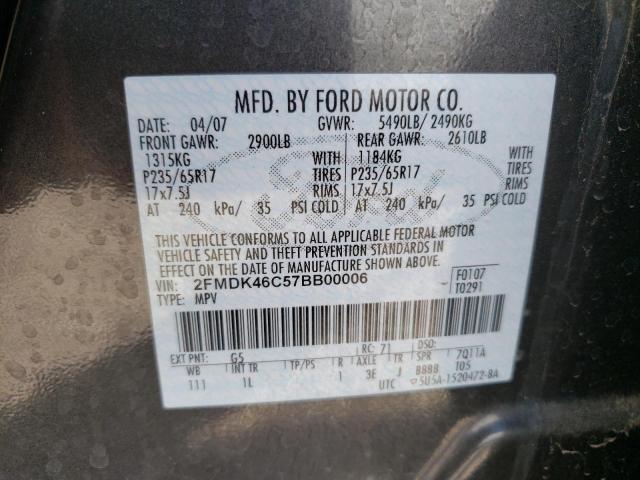 MFD. BY FORD MOTOR CO.
DATE: 04/07 GVWR: 5490LB/ 2490KG
FRONT GAWR: 2900LB REAR GAWR: 2610LB
1315KG WITH 1184KG WITH
P235/65R17 TIRES P235/65R17 TIRES
17x7.5J RIMS 17x7.5J RIMS
AT 240 kPa/ 35 PSI COLD AT 240 kPa/ 35 PSI COLD
THIS VEHICLE CONFORMS TO ALL APPLICABLE FEDERAL MOTOR
VEHICLE SAFETY AND THEFT PREVENTION STANDARDS IN
EFFECT ON THE DATE OF MANUFACTURE SHOWN ABOVE.
VIN: 2FMDK46C57BB00006 F0107
TYPE: MPV T0291
EXT PNT: G5 RC: 71 DSO:
WB INT TR TP/PS R AXLE TR SPR 7Q11A
111 1L 1 3E J BBBB T05
UTC 5U5A-1520472-BA
Ford